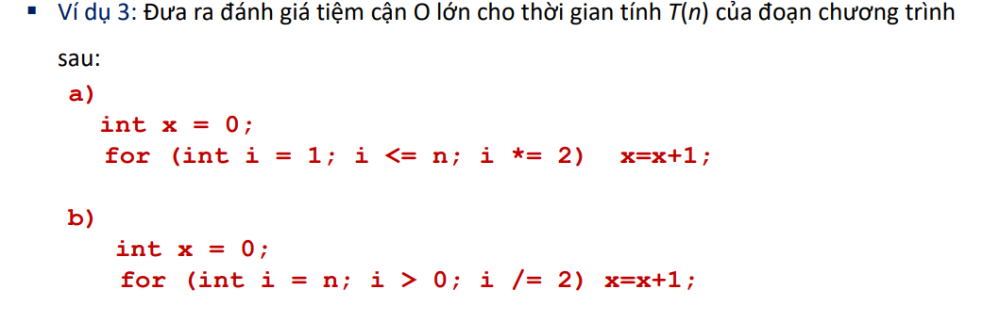 ▪ Ví dụ 3: Đưa ra đánh giá tiệm cận O lớn cho thời gian tính T(n) của đoạn chương trình
sau:
a)
int x = 0;
for (int i = 1; i <= n; i *= 2) x=x+1;
b)
int x = 0;
for (int i = n; i > 0; i /= 2) x=x+1;